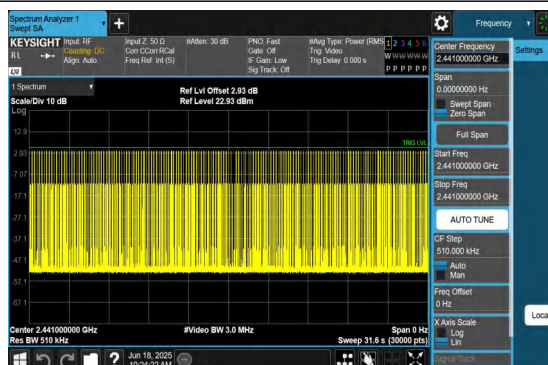 Spectrum Analyzer 1
Swept SA
Frequency
KEYSIGHT
RL
LXI
Input: RF
Coupling: DC
Align: Auto
Input Z: 50 Ω
Corr CCorr RCal
Freq Ref: Int (S)
#Atten: 30 dB
PNO: Fast
Gate: Off
IF Gain: Low
Sig Track: Off
#Avg Type: Power (RMS
Trig: Video
Trig Delay: 0.000 s
1 2 3 4 5 6
W W W W W W
P P P P P P
1 Spectrum
Scale/Div 10 dB
Log
Ref Lvl Offset 2.93 dB
Ref Level 22.93 dBm
12.9
TRIG LVL
2.93
-7.07
-17.1
-27.1
-37.1
-47.1
-57.1
-67.1
Center 2.441000000 GHz
Res BW 510 kHz
#Video BW 3.0 MHz
Span 0 Hz
Sweep 31.6 s (30000 pts)
Jun 18, 2025
Center Frequency
2.441000000 GHz
Span
0.00000000 Hz
Swept Span
Zero Span
Full Span
Start Freq
2.441000000 GHz
Stop Freq
2.441000000 GHz
AUTO TUNE
CF Step
510.000 kHz
Auto
Man
Freq Offset
0 Hz
X Axis Scale
Log
Lin
Signal Track
Settings
Loca